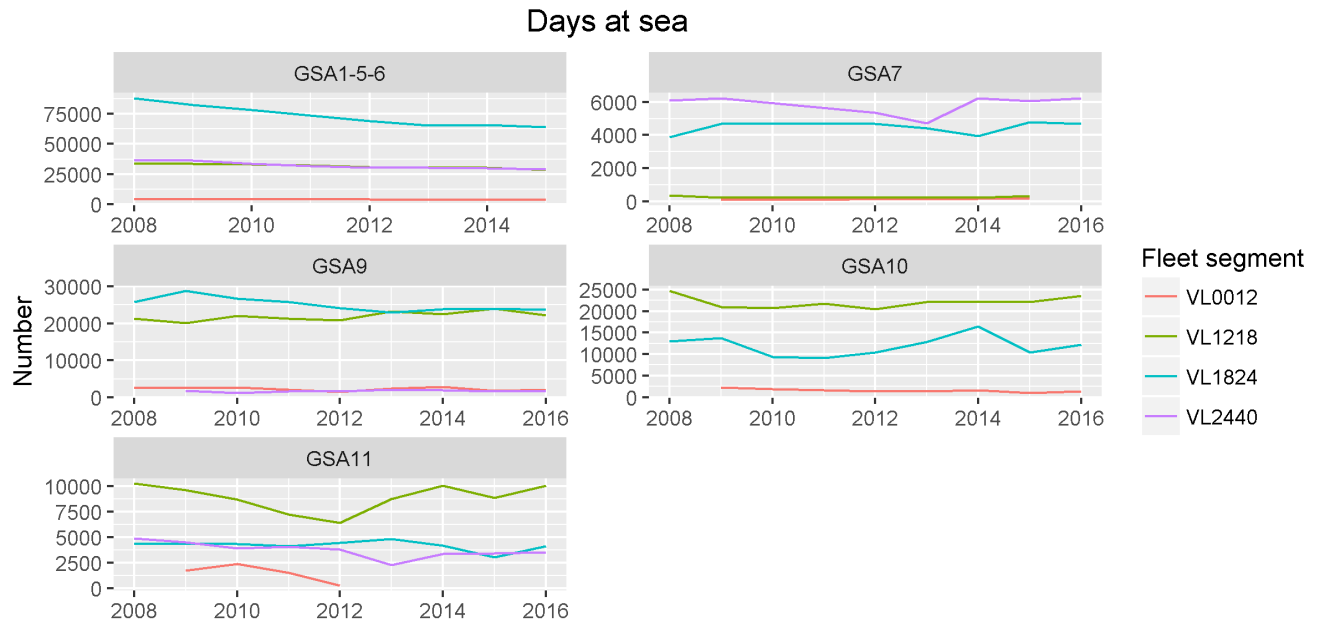 Days at sea
Number
GSA1-5-6
75000
50000
25000
0
2008 2010 2012 2014
GSA7
6000
4000
2000
0
2008 2010 2012 2014 2016
GSA9
30000
20000
10000
0
2008 2010 2012 2014 2016
GSA10
25000
20000
15000
10000
5000
0
2008 2010 2012 2014 2016
GSA11
10000
7500
5000
2500
0
2008 2010 2012 2014 2016
Fleet segment
VL0012
VL1218
VL1824
VL2440